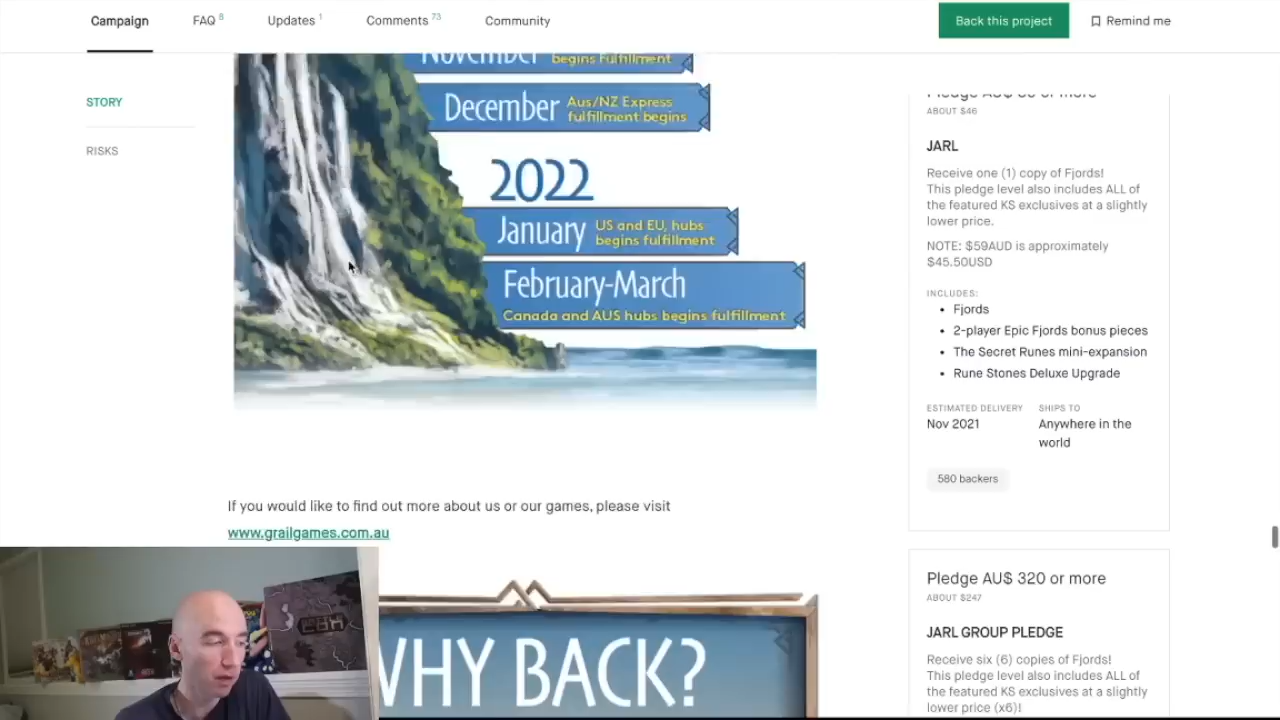 Campaign
FAQ 8
Updates 1
Comments 73
Community
Back this project
Remind me
STORY
RISKS
November begins Fulfillment
December Aus/NZ Express
fulfillment begins
2022
January US and EU, hubs
begins fulfillment
February-March
Canada and AUS hubs begins fulfillment
If you would like to find out more about us or our games, please visit
www.grailgames.com.au
WHY BACK?
ABOUT $46
JARL
Receive one (1) copy of Fjords!
This pledge level also includes ALL of
the featured KS exclusives at a slightly
lower price.
NOTE: $59AUD is approximately
$45.50USD
INCLUDES:
Fjords
2-player Epic Fjords bonus pieces
The Secret Runes mini-expansion
Rune Stones Deluxe Upgrade
ESTIMATED DELIVERY
Nov 2021
SHIPS TO
Anywhere in the
world
580 backers
Pledge AU$ 320 or more
ABOUT $247
JARL GROUP PLEDGE
Receive six (6) copies of Fjords!
This pledge level also includes ALL of
the featured KS exclusives at a slightly
lower price (x6)!